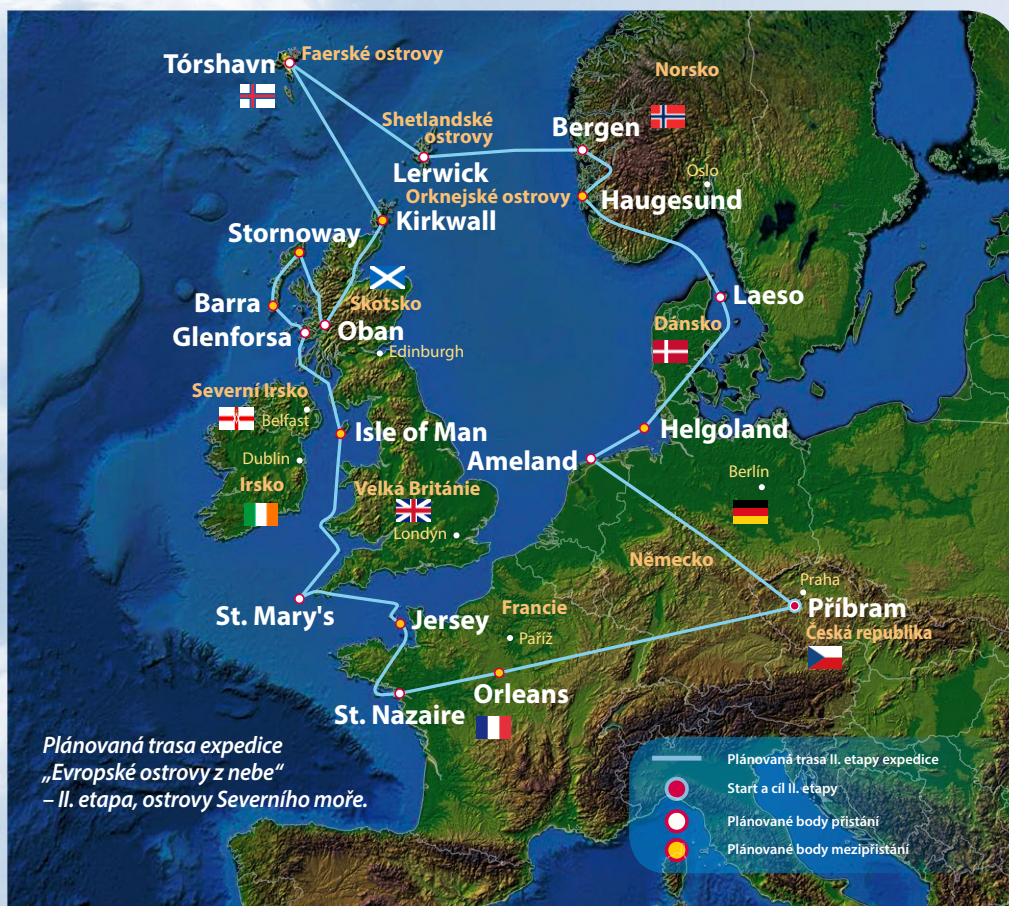 Tórshavn
Faerské ostrovy
Norsko
Shetlandské
ostrovy
Bergen
Lerwick
Oslo
Orknejské ostrovy
Haugesund
Kirkwall
Stornoway
Barra
Skotsko
Laeso
Glenforsa
Oban
Dánsko
Edinburgh
Severní Irsko
Belfast
Isle of Man
Helgoland
Ameland
Dublin
Irsko
Velká Británie
Berlín
Londýn
Německo
Praha
St. Mary's
Francie
Příbram
Jersey
Paříž
Česká republika
Orleans
St. Nazaire
Plánovaná trasa expedice
„Evropské ostrovy z nebe“
– II. etapa, ostrovy Severního moře.
Plánovaná trasa II. etapy expedice
Start a cíl II. etapy
Plánované body přistání
Plánované body mezipřistání